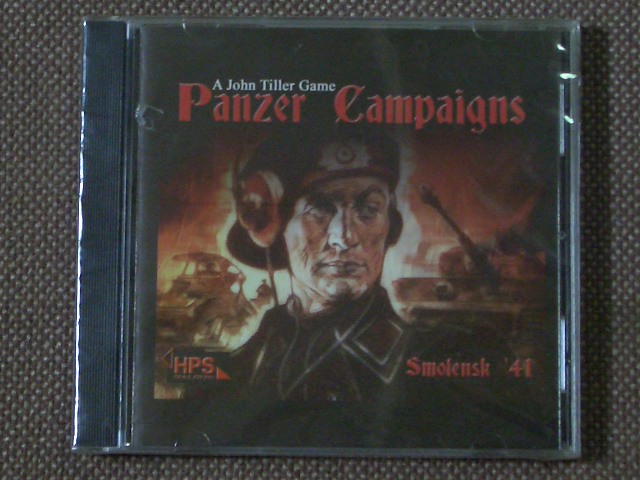 A John Tiller Game
Panzer Campaigns
HPS
Smolensk '41